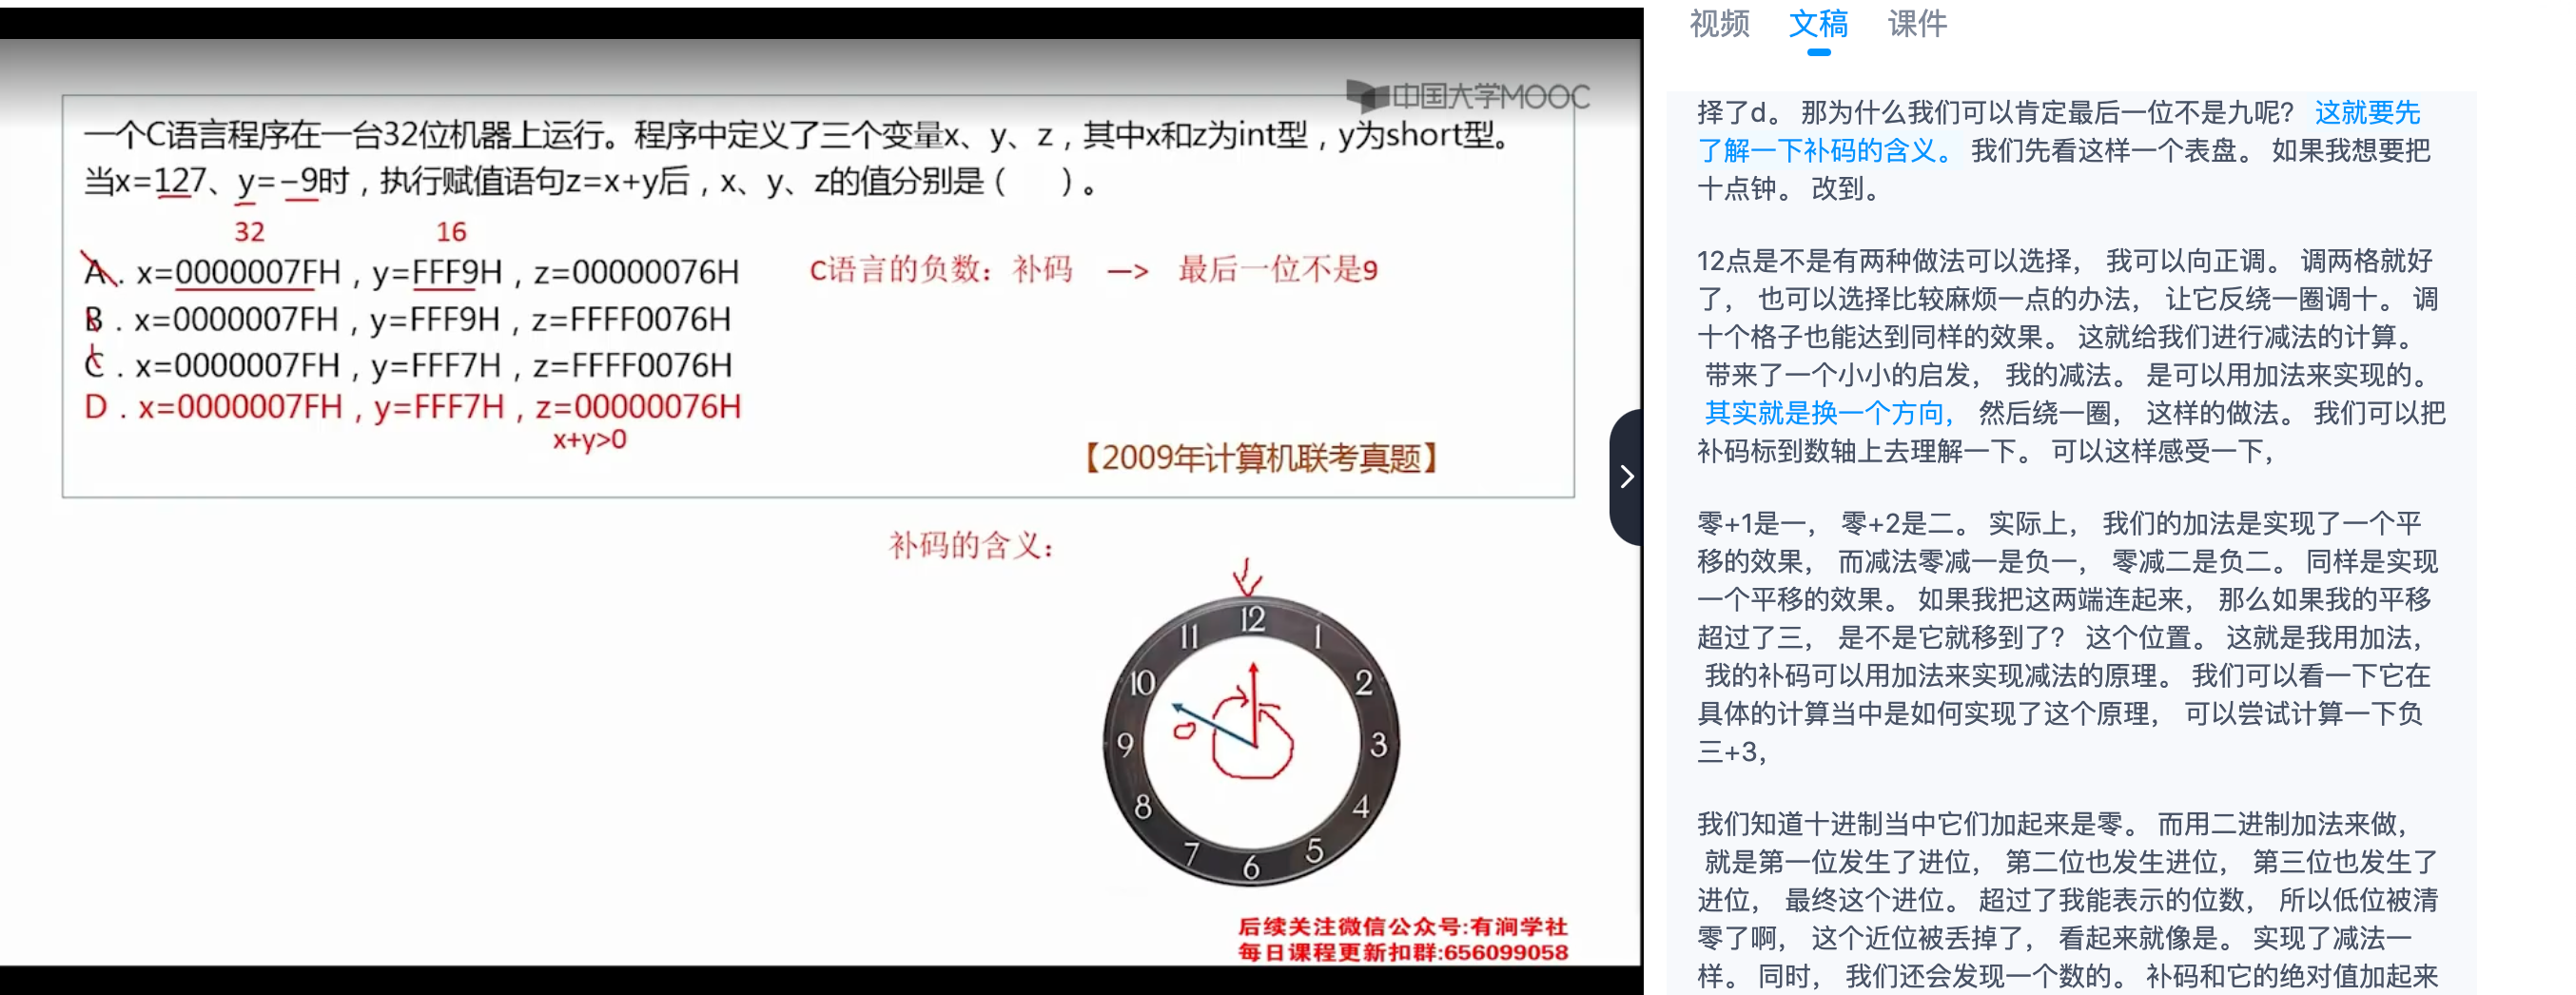 中国大学MOOC
一个C语言程序在一台32位机器上运行。程序中定义了三个变量x、y、z，其中x和z为int型，y为short型。
当x=127、y=−9时，执行赋值语句z=x+y后，x、y、z的值分别是（　　）。
32 16
A．x=0000007FH，y=FFF9H，z=00000076H
C语言的负数：补码 —> 最后一位不是9
B．x=0000007FH，y=FFF9H，z=FFFF0076H
C．x=0000007FH，y=FFF7H，z=FFFF0076H
D．x=0000007FH，y=FFF7H，z=00000076H
x+y>0
【2009年计算机联考真题】
补码的含义：
12
1
2
3
4
5
6
7
8
9
10
11
后续关注微信公众号:有涧学社
每日课程更新扣群:656099058
视频 文稿 课件
择了d。 那为什么我们可以肯定最后一位不是九呢? 这就要先
了解一下补码的含义。 我们先看这样一个表盘。 如果我想要把
十点钟。 改到。
12点是不是有两种做法可以选择， 我可以向正调。 调两格就好
了， 也可以选择比较麻烦一点的办法， 让它反绕一圈调十。 调
十个格子也能达到同样的效果。 这就给我们进行减法的计算。
带来了一个小小的启发， 我的减法。 是可以用加法来实现的。
其实就是换一个方向， 然后绕一圈， 这样的做法。 我们可以把
补码标到数轴上去理解一下。 可以这样感受一下，
零+1是一， 零+2是二。 实际上， 我们的加法是实现了一个平
移的效果， 而减法零减一是负一， 零减二是负二。 同样是实现
一个平移的效果。 如果我把这两端连起来， 那么如果我的平移
超过了三， 是不是它就移到了? 这个位置。 这就是我用加法，
我的补码可以用加法来实现减法的原理。 我们可以看一下它在
具体的计算当中是如何实现了这个原理， 可以尝试计算一下负
三+3，
我们知道十进制当中它们加起来是零。 而用二进制加法来做，
就是第一位发生了进位， 第二位也发生进位， 第三位也发生了
进位， 最终这个进位。 超过了我能表示的位数， 所以低位被清
零了啊， 这个近位被丢掉了， 看起来就像是。 实现了减法一
样。 同时， 我们还会发现一个数的。 补码和它的绝对值加起来